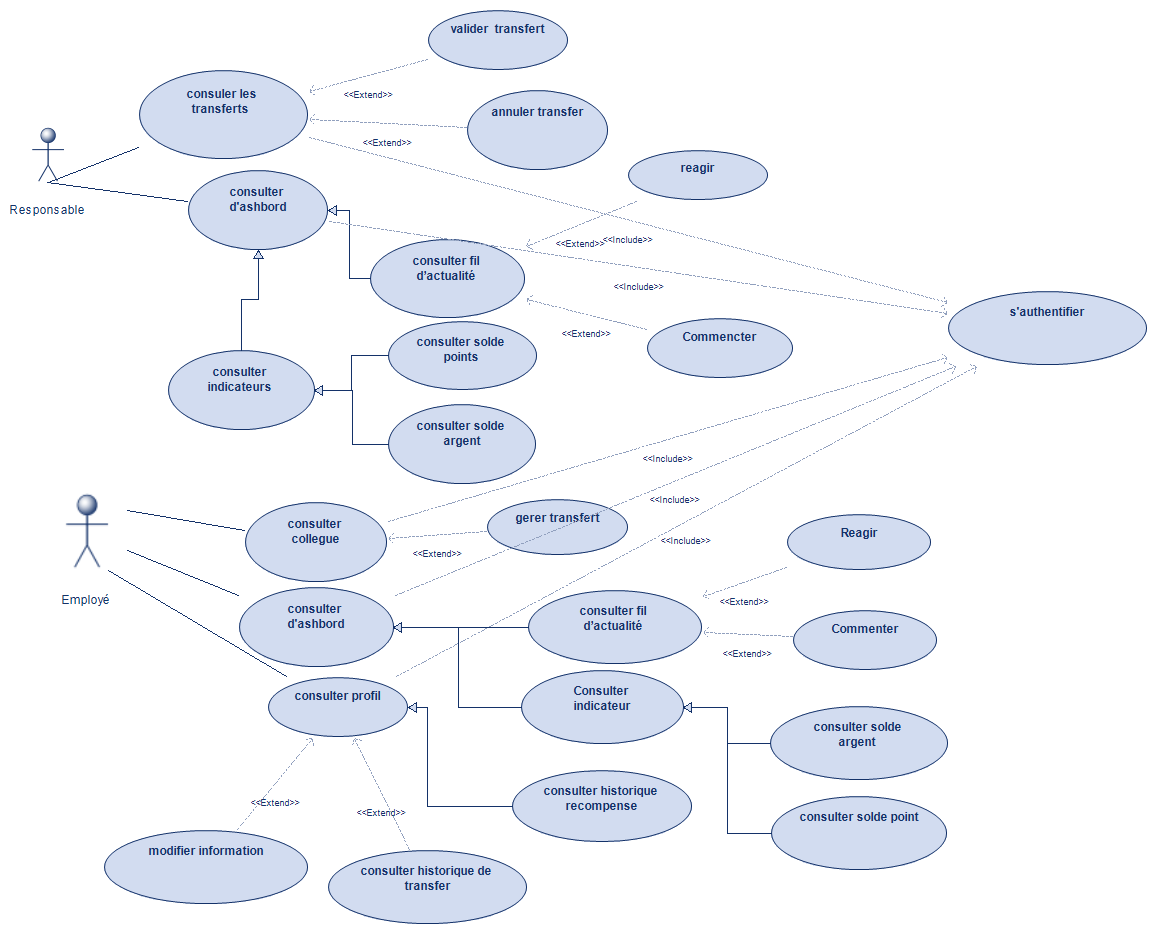 valider  transfert
consuler les
transferts
<<Extend>>
annuler transfer
<<Extend>>
reagir
Responsable
consulter
d'ashbord
<<Extend>>
<<Include>>
consulter fil
d'actualité
<<Include>>
s'authentifier
<<Extend>>
Commencter
consulter solde
points
consulter
indicateurs
consulter solde
argent
<<Include>>
<<Include>>
gerer transfert
consulter
collegue
<<Extend>>
<<Include>>
Reagir
Employé
consulter
d'ashbord
consulter fil
d'actualité
<<Extend>>
Commenter
<<Extend>>
consulter profil
Consulter
indicateur
consulter solde
argent
<<Extend>>
<<Extend>>
consulter historique
recompense
consulter solde point
modifier information
consulter historique de
transfer